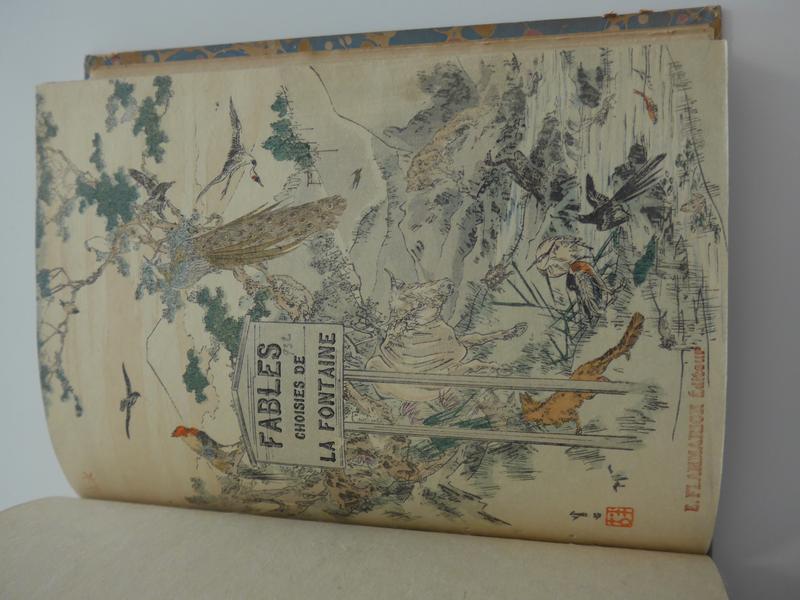 FABLES
CHOISIES DE
LA FONTAINE
E. FLAMMARION Éditeur